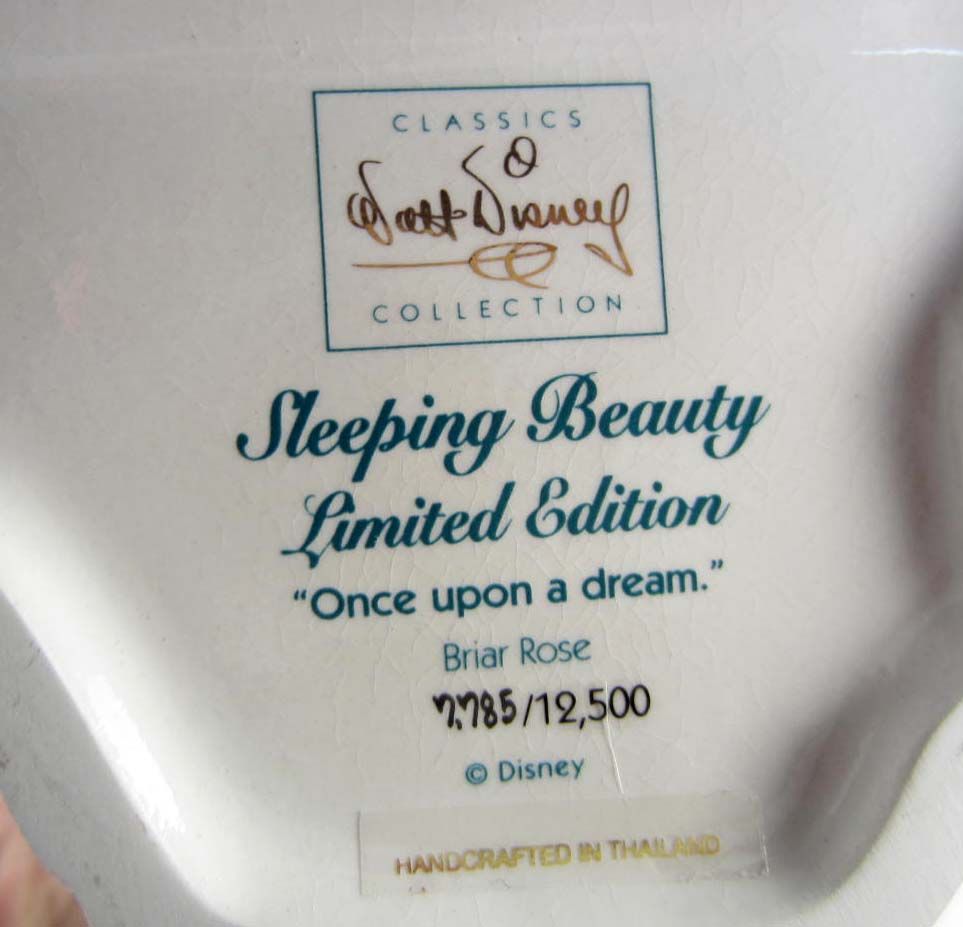 CLASSICS
Walt Disney
COLLECTION
Sleeping Beauty
Limited Edition
“Once upon a dream.”
Briar Rose
7,785/12,500
© Disney
HANDCRAFTED IN THAILAND